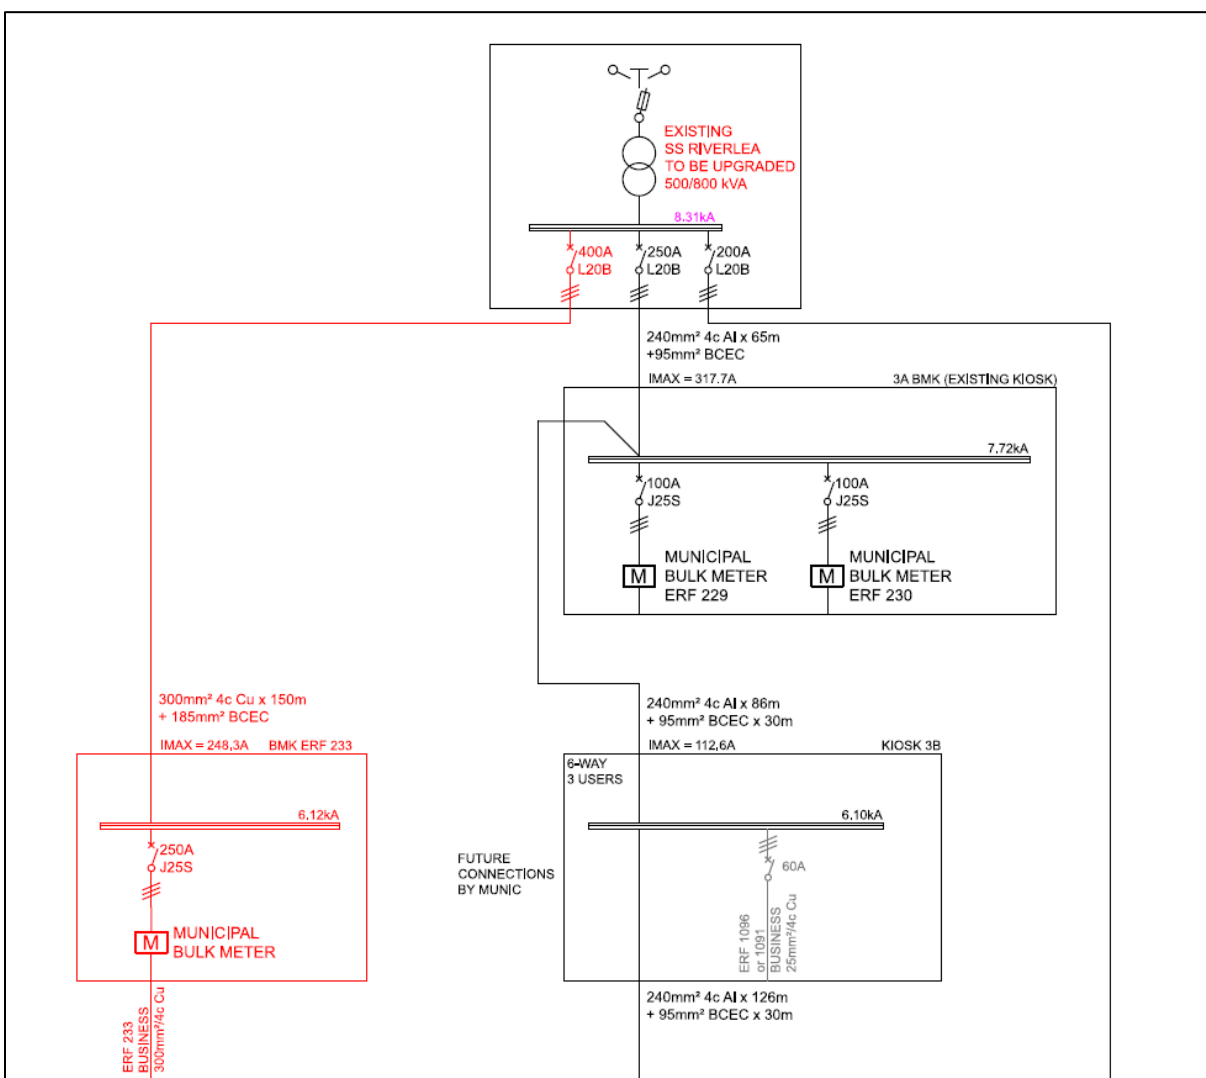 EXISTING
SS RIVERLEA
TO BE UPGRADED
500/800 kVA
8.31kA
400A
L20B
250A
L20B
200A
L20B
240mm² 4c Al x 65m
+95mm² BCEC
IMAX = 317.7A
3A BMK (EXISTING KIOSK)
7,72kA
100A
J25S
100A
J25S
M
MUNICIPAL
BULK METER
ERF 229
M
MUNICIPAL
BULK METER
ERF 230
300mm² 4c Cu x 150m
+ 185mm² BCEC
IMAX = 248,3A
BMK ERF 233
6,12kA
250A
J25S
M
MUNICIPAL
BULK METER
ERF 233
BUSINESS
300mm²/4c Cu
240mm² 4c Al x 86m
+ 95mm² BCEC x 30m
IMAX = 112,6A
KIOSK 3B
6-WAY
3 USERS
6,10kA
60A
FUTURE
CONNECTIONS
BY MUNIC
ERF 1096
or 1091
BUSINESS
25mm²/4c Cu
240mm² 4c Al x 126m
+ 95mm² BCEC x 30m